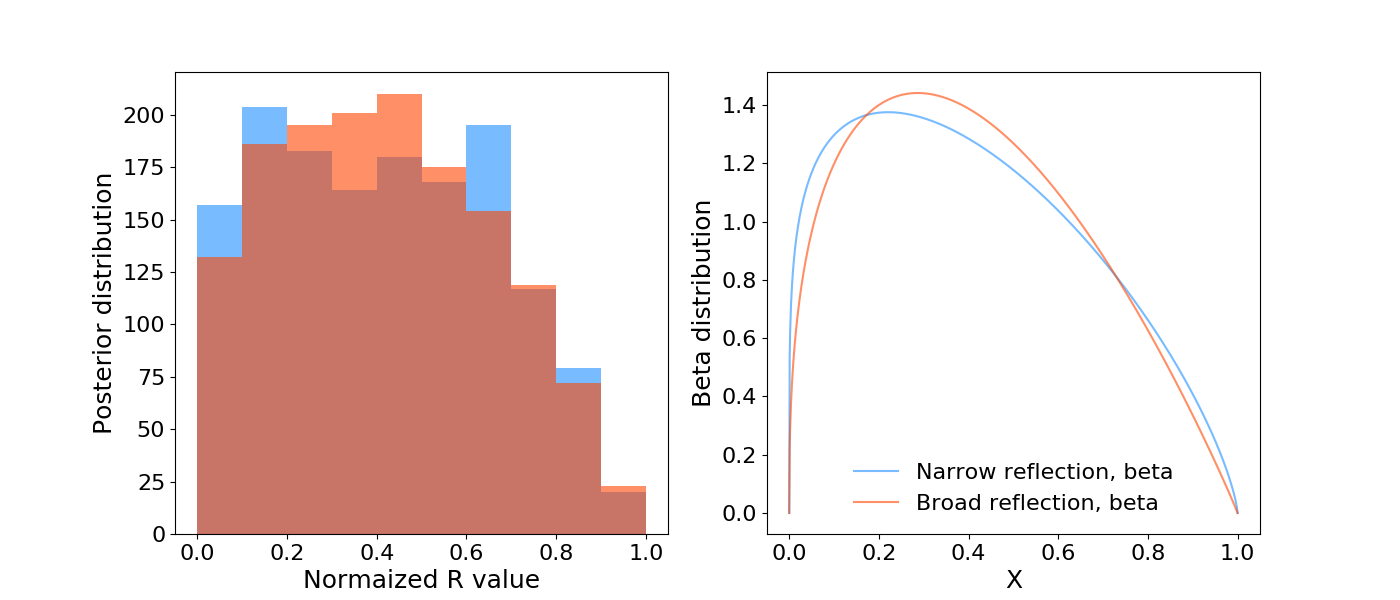 Posterior distribution
200
175
150
125
100
75
50
25
0
0.0 0.2 0.4 0.6 0.8 1.0
Normaized R value
Beta distribution
1.4
1.2
1.0
0.8
0.6
0.4
0.2
0.0
Narrow reflection, beta
Broad reflection, beta
0.0 0.2 0.4 0.6 0.8 1.0
X